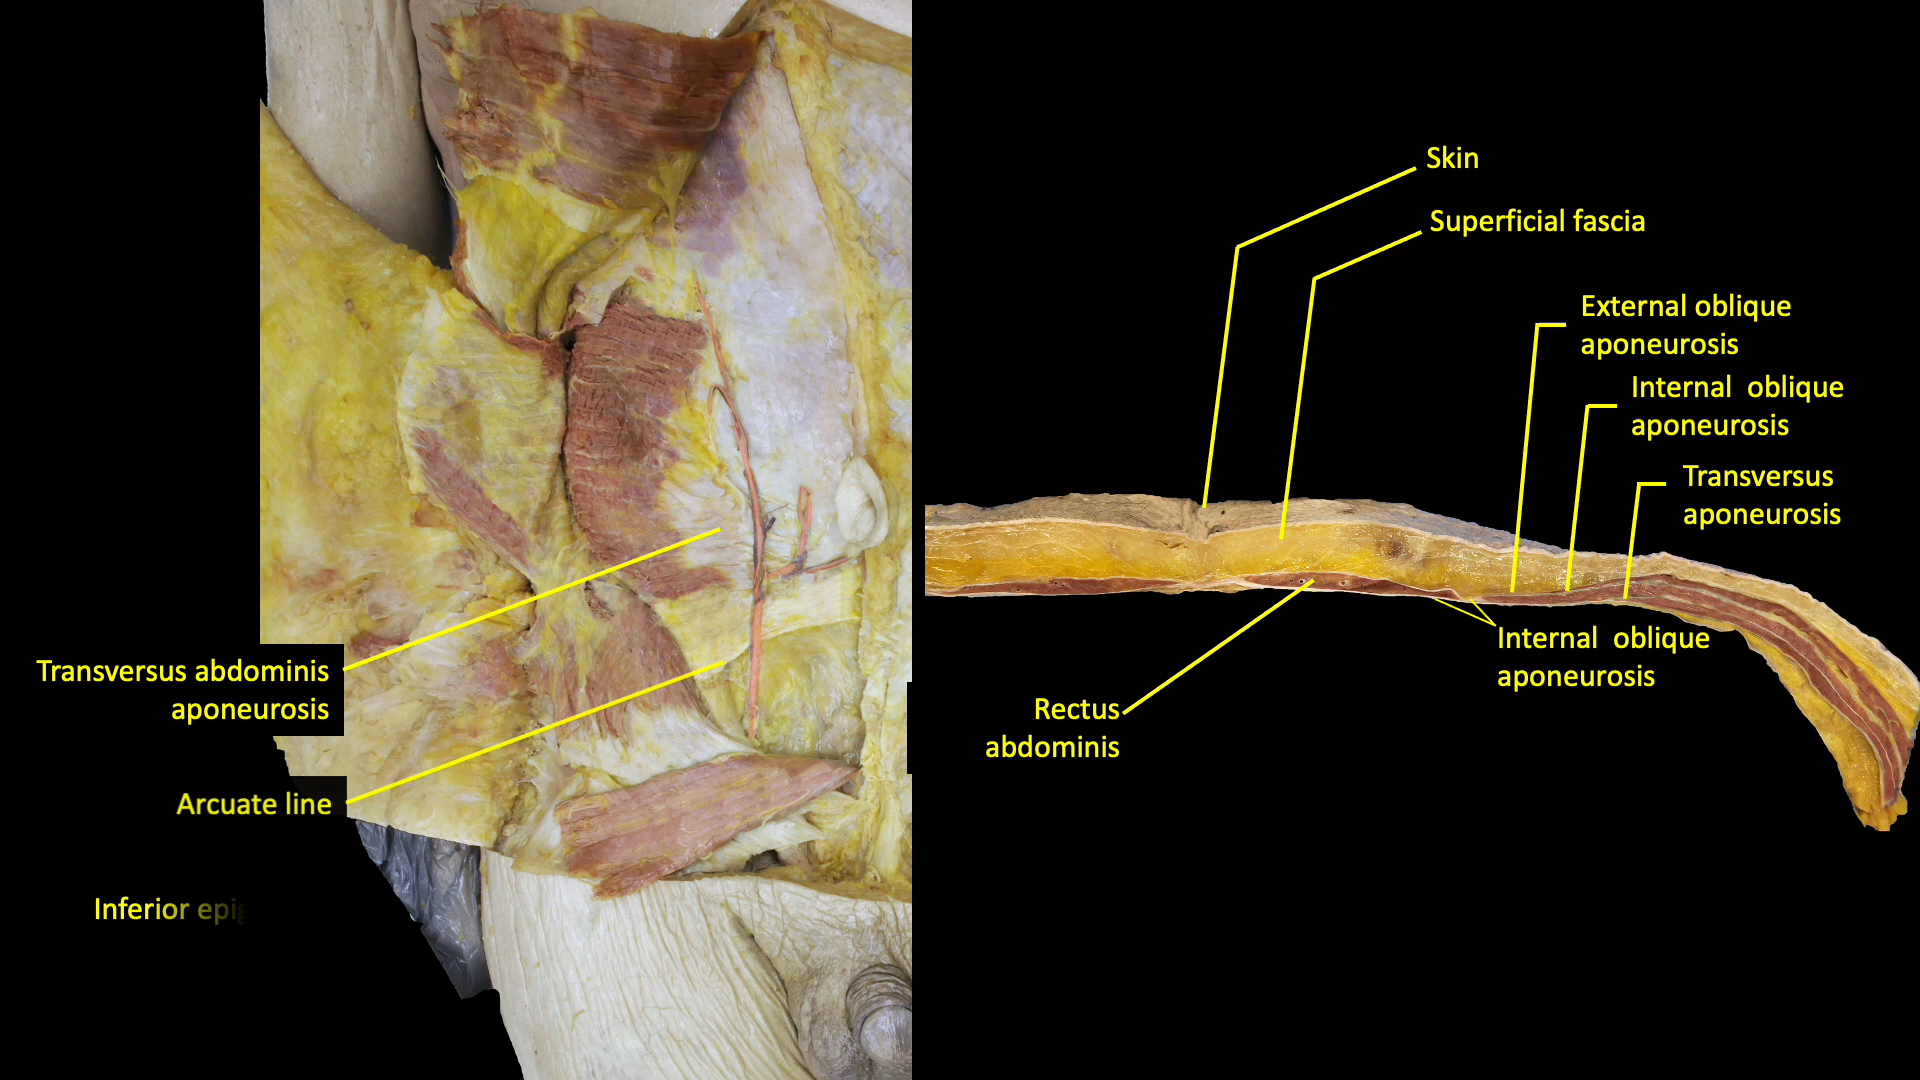 Transversus abdominis
aponeurosis
Arcuate line
Inferior
Skin
Superficial fascia
External oblique
aponeurosis
Internal oblique
aponeurosis
Transversus
aponeurosis
Internal oblique
aponeurosis
Rectus
abdominis